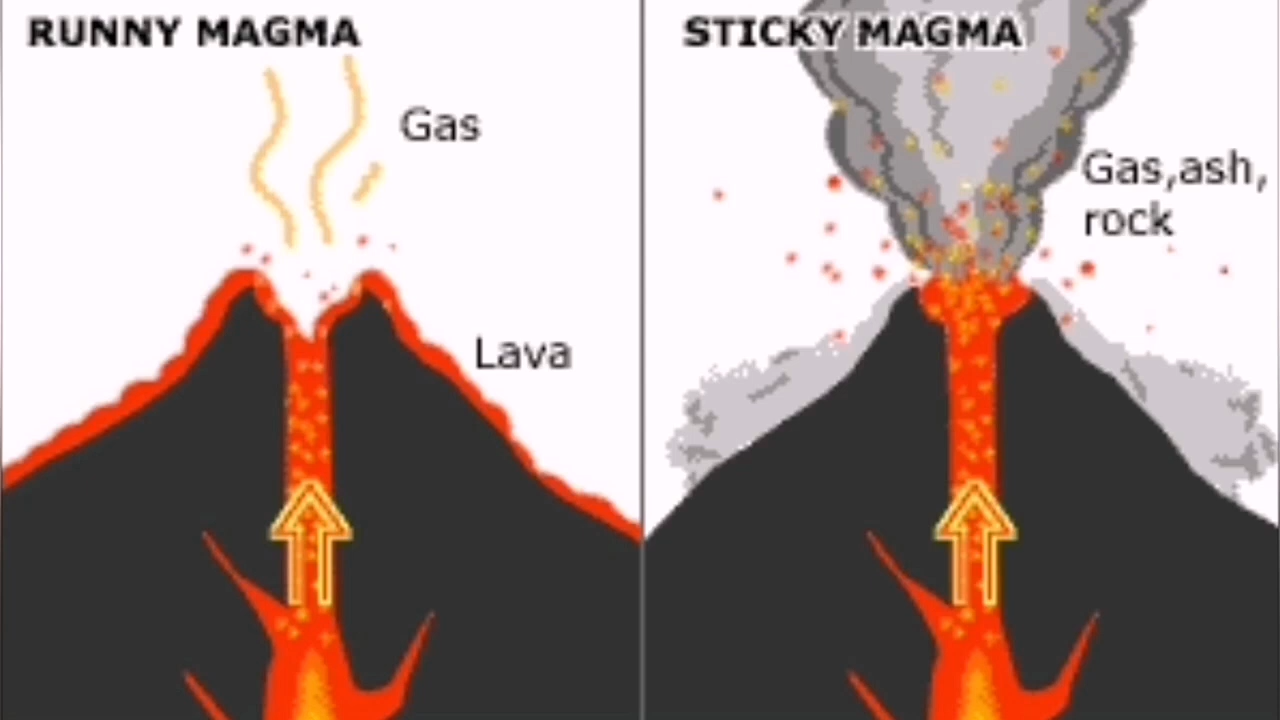 RUNNY MAGMA
Gas
Lava
STICKY MAGMA
Gas,ash,
rock